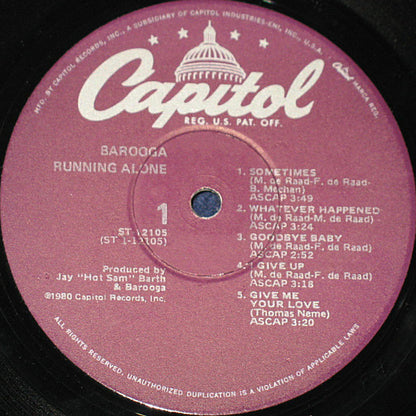 MFD. BY CAPITOL RECORDS, INC., A SUBSIDIARY OF CAPITOL INDUSTRIES-EMI, INC., U.S.A.
Capitol MARCA REG.
Capitol
REG. U.S. PAT. OFF.
BAROOGA
RUNNING ALONE
1
ST-12105
(ST 1-12105)
Produced by
Jay "Hot Sam" Barth
& Barooga
©1980 Capitol Records, Inc.
1. SOMETIMES
(M. de Raad-F. de Raad-
B. Mechan)
ASCAP 3:49
2. WHATEVER HAPPENED
(M. de Raad-M. de Raad)
ASCAP 3:24
3. GOODBYE BABY
(M. de Raad-F. de Raad)
ASCAP 2:52
4. I GIVE UP
(M. de Raad-F. de Raad)
ASCAP 3:18
5. GIVE ME
YOUR LOVE
(Thomas Neme)
ASCAP 3:20
ALL RIGHTS RESERVED. UNAUTHORIZED DUPLICATION IS A VIOLATION OF APPLICABLE LAWS